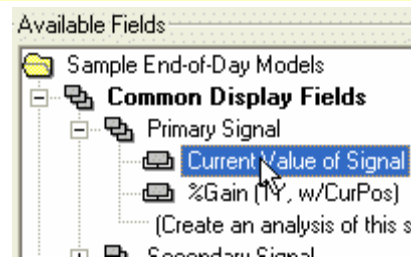 Available Fields
Sample End-of-Day Models
Common Display Fields
Primary Signal
Current Value of Signal
%Gain (1Y, w/CurPos)
(Create an analysis of this s
Secondary Signal